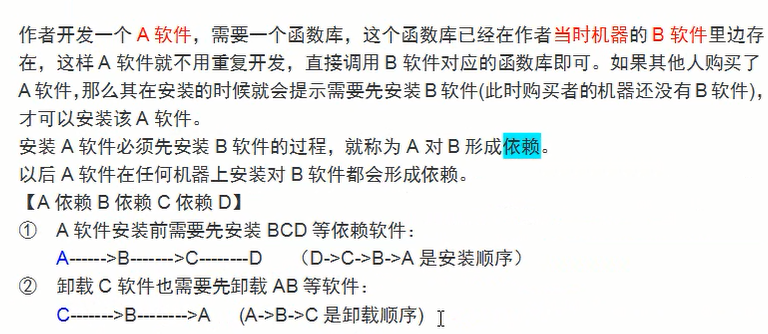 作者开发一个 A 软件，需要一个函数库，这个函数库已经在作者当时机器的 B 软件里边存
在，这样 A 软件就不用重复开发，直接调用 B 软件对应的函数库即可。如果其他人购买了
A 软件,那么其在安装的时候就会提示需要先安装 B 软件(此时购买者的机器还没有 B 软件)，
才可以安装该 A 软件。
安装 A 软件必须先安装 B 软件的过程，就称为 A 对 B 形成依赖。
以后 A 软件在任何机器上安装对 B 软件都会形成依赖。
【A 依赖 B 依赖 C 依赖 D】
① A 软件安装前需要先安装 BCD 等依赖软件：
A------>B------->C--------D （D->C->B->A 是安装顺序）
② 卸载 C 软件也需要先卸载 AB 等软件：
C------->B-------->A (A->B->C 是卸载顺序)